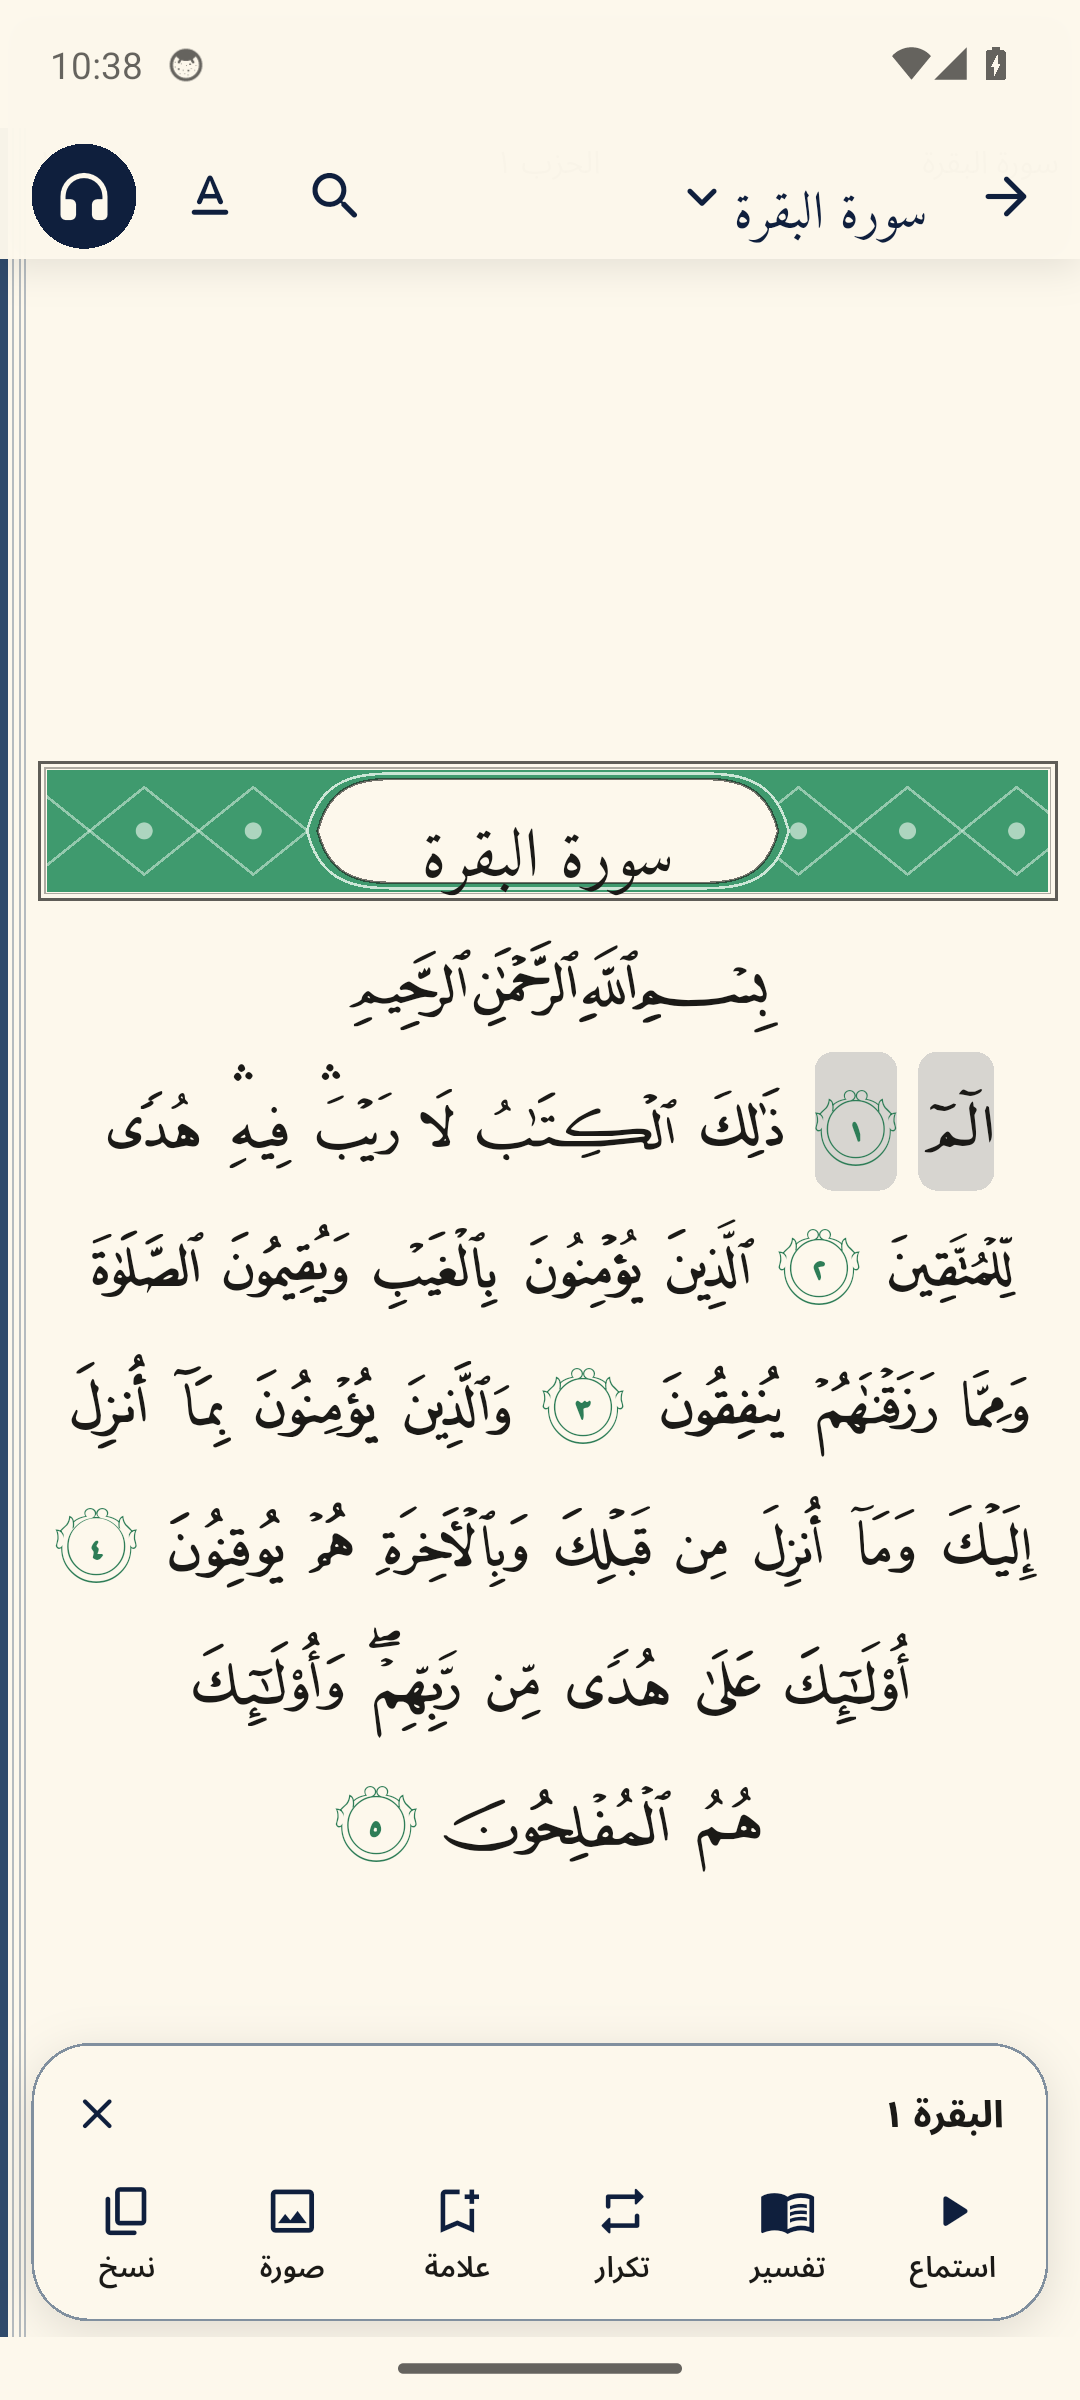 10:38
سورة البقرة
سورة البقرة
بِسْمِ ٱللَّهِ ٱلرَّحْمَٰنِ ٱلرَّحِيمِ
الٓمٓ ١ ذَٰلِكَ ٱلْكِتَٰبُ لَا رَيْبَ ۛ فِيهِ ۛ هُدًى
لِّلْمُتَّقِينَ ٢ ٱلَّذِينَ يُؤْمِنُونَ بِٱلْغَيْبِ وَيُقِيمُونَ ٱلصَّلَوٰةَ
وَمِمَّا رَزَقْنَٰهُمْ يُنفِقُونَ ٣ وَٱلَّذِينَ يُؤْمِنُونَ بِمَآ أُنزِلَ
إِلَيْكَ وَمَآ أُنزِلَ مِن قَبْلِكَ وَبِٱلْءَاخِرَةِ هُمْ يُوقِنُونَ ٤
أُو۟لَٰٓئِكَ عَلَىٰ هُدًى مِّن رَّبِّهِمْ ۖ وَأُو۟لَٰٓئِكَ
هُمُ ٱلْمُفْلِحُونَ ٥
البقرة ١
استماع تفسير تكرار علامة صورة نسخ